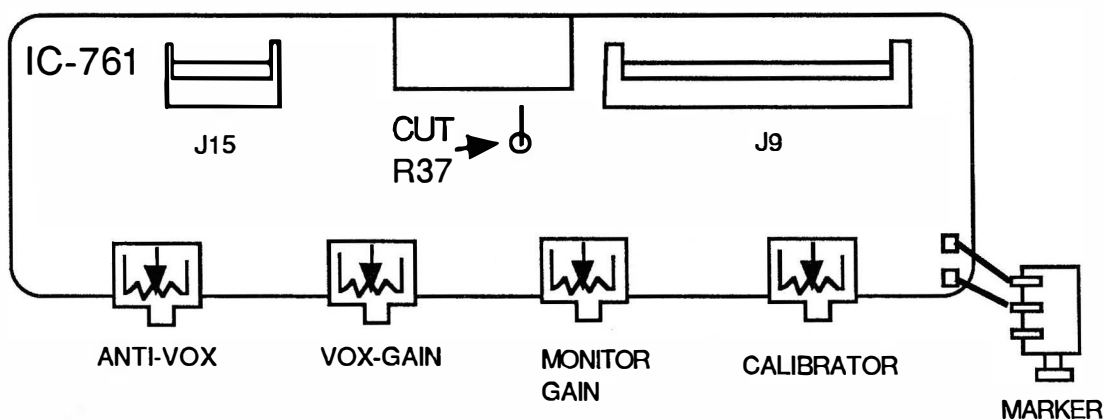 IC-761
J15
CUT
R37
J9
ANTI-VOX
VOX-GAIN
MONITOR
GAIN
CALIBRATOR
MARKER